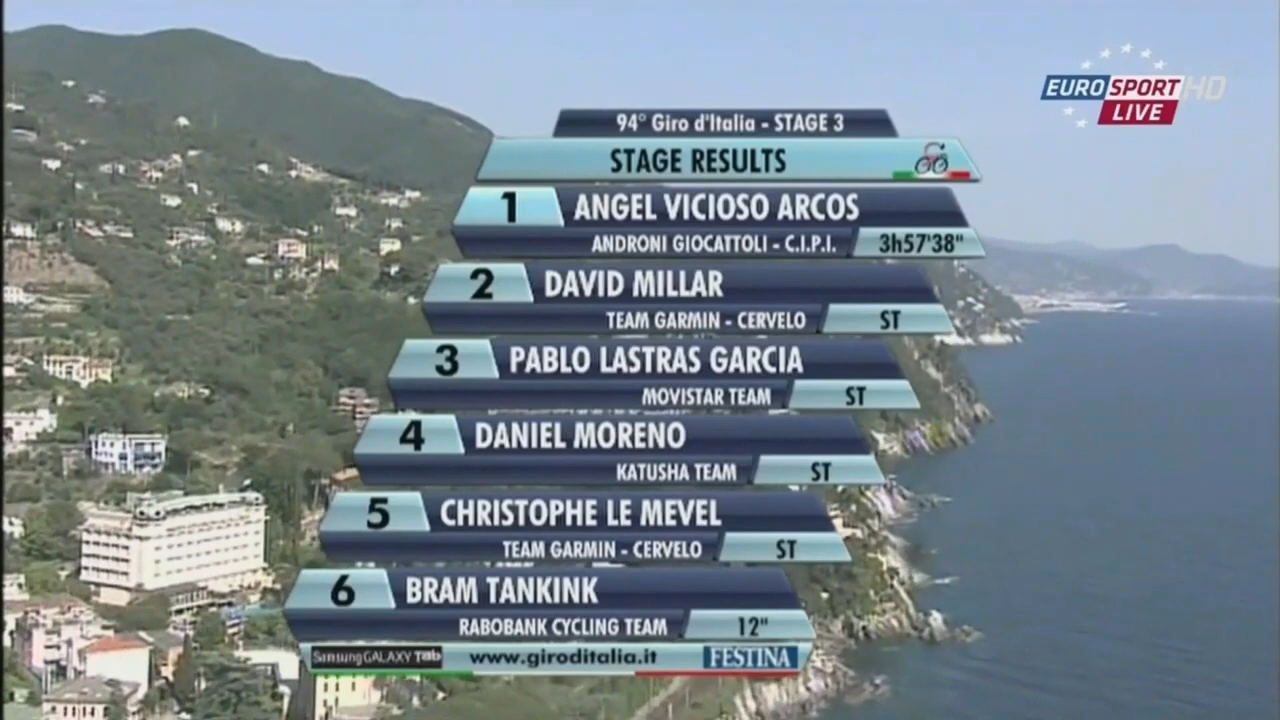 EUROSPORT HD
LIVE
94° Giro d'Italia - STAGE 3
STAGE RESULTS
1 ANGEL VICIOSO ARCOS
ANDRONI GIOCATTOLI - C.I.P.I. 3h57'38"
2 DAVID MILLAR
TEAM GARMIN - CERVELO ST
3 PABLO LASTRAS GARCIA
MOVISTAR TEAM ST
4 DANIEL MORENO
KATUSHA TEAM ST
5 CHRISTOPHE LE MEVEL
TEAM GARMIN - CERVELO ST
6 BRAM TANKINK
RABOBANK CYCLING TEAM 12"
Samsung GALAXY Tab www.giroditalia.it FESTINA